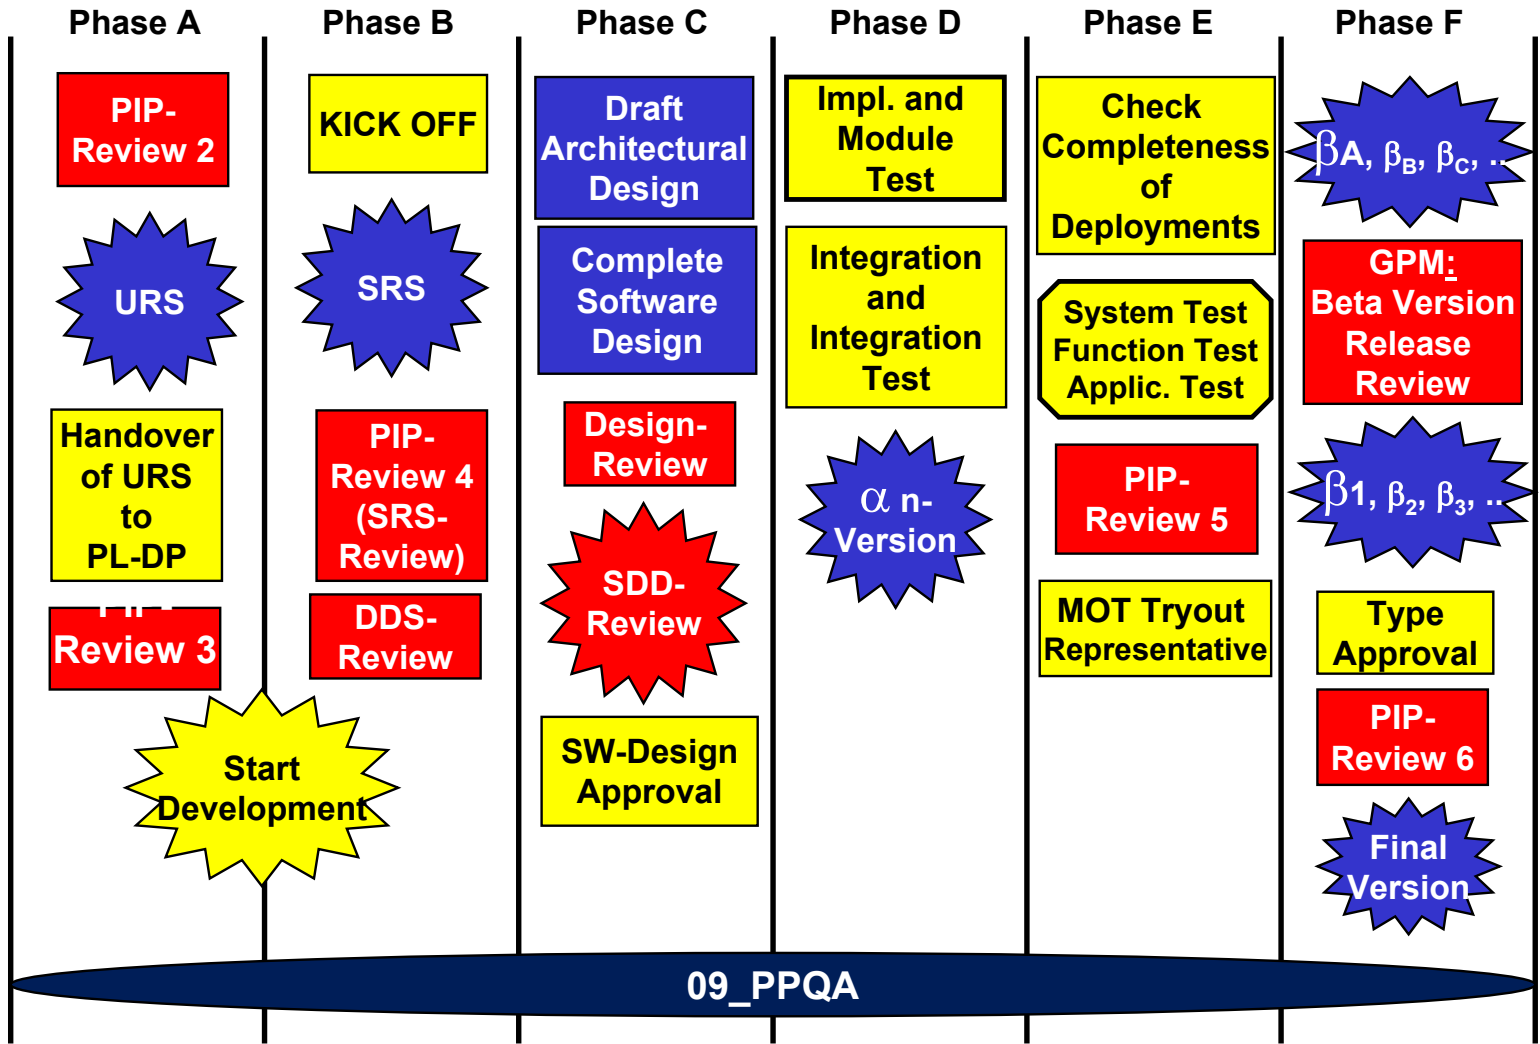 Phase A
Phase B
Phase C
Phase D
Phase E
Phase F
PIP-
Review 2
URS
Handover
of URS
to
PL-DP
PIP-
Review 3
Start
Development
KICK OFF
SRS
PIP-
Review 4
(SRS-
Review)
DDS-
Review
Draft
Architectural
Design
Complete
Software
Design
Design-
Review
SDD-
Review
SW-Design
Approval
Impl. and
Module
Test
Integration
and
Integration
Test
α n-
Version
Check
Completeness
of
Deployments
System Test
Function Test
Applic. Test
PIP-
Review 5
MOT Tryout
Representative
βA, βB, βC, ..
GPM:
Beta Version
Release
Review
β1, β2, β3, ..
Type
Approval
PIP-
Review 6
Final
Version
09_PPQA